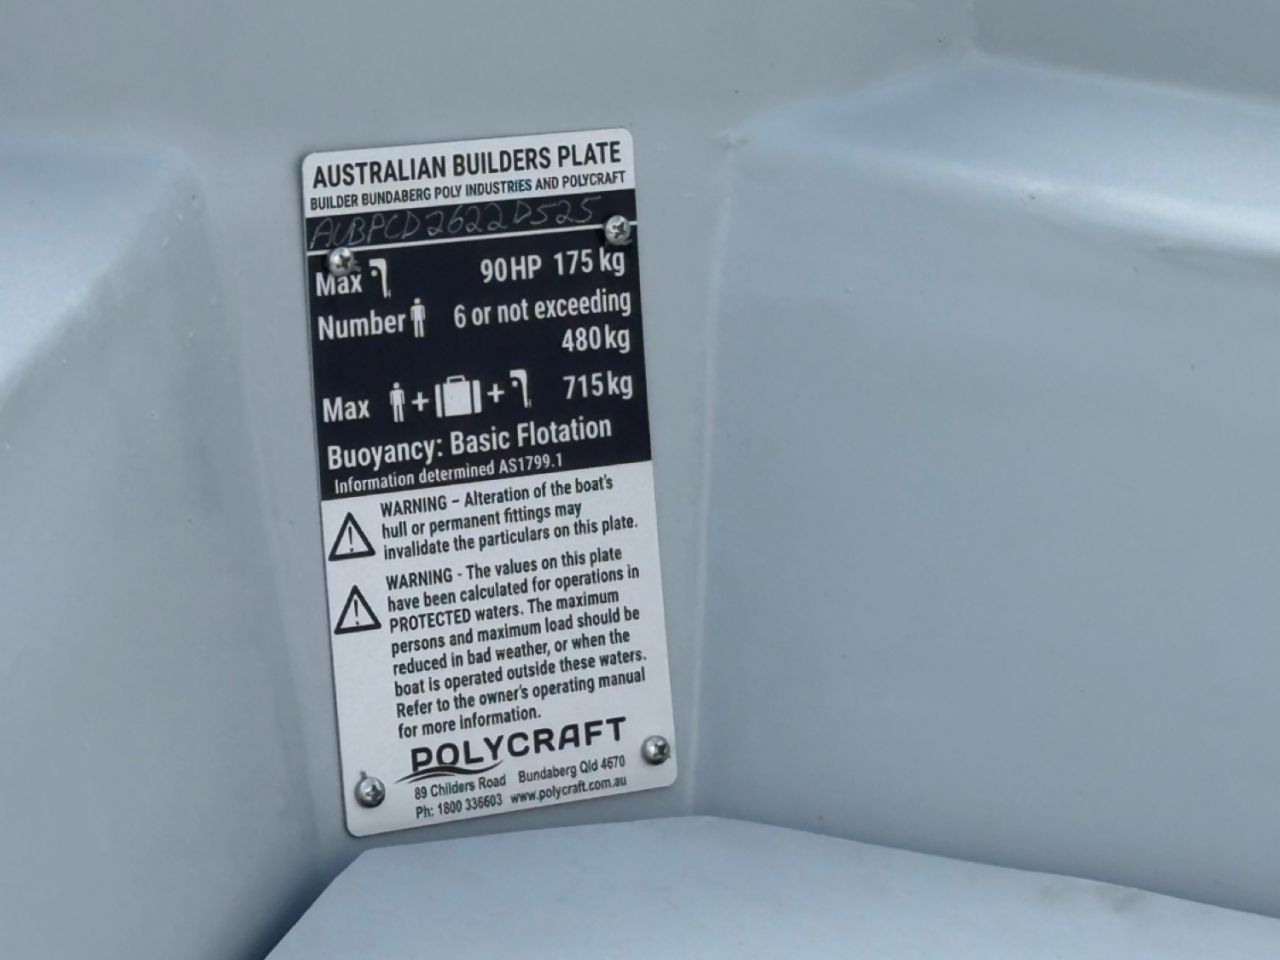 AUSTRALIAN BUILDERS PLATE
BUILDER BUNDABERG POLY INDUSTRIES AND POLYCRAFT
AUBPCD2622D525
Max 90HP 175 kg
Number 6 or not exceeding
480kg
Max + + 715kg
Buoyancy: Basic Flotation
Information determined AS1799.1
WARNING – Alteration of the boat's
hull or permanent fittings may
invalidate the particulars on this plate.
WARNING - The values on this plate
have been calculated for operations in
PROTECTED waters. The maximum
persons and maximum load should be
reduced in bad weather, or when the
boat is operated outside these waters.
Refer to the owner's operating manual
for more information.
POLYCRAFT
89 Childers Road Bundaberg Qld 4670
Ph: 1800 336603 www.polycraft.com.au